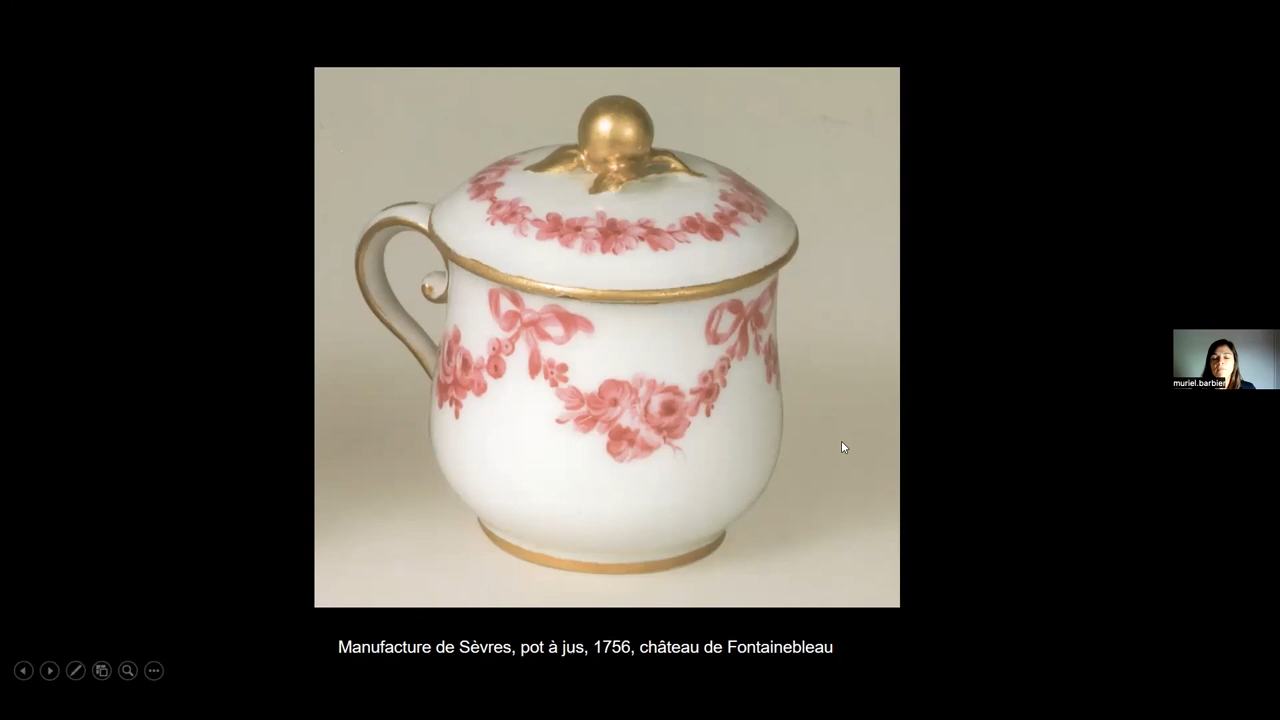 muriel.barbier
Manufacture de Sèvres, pot à jus, 1756, château de Fontainebleau